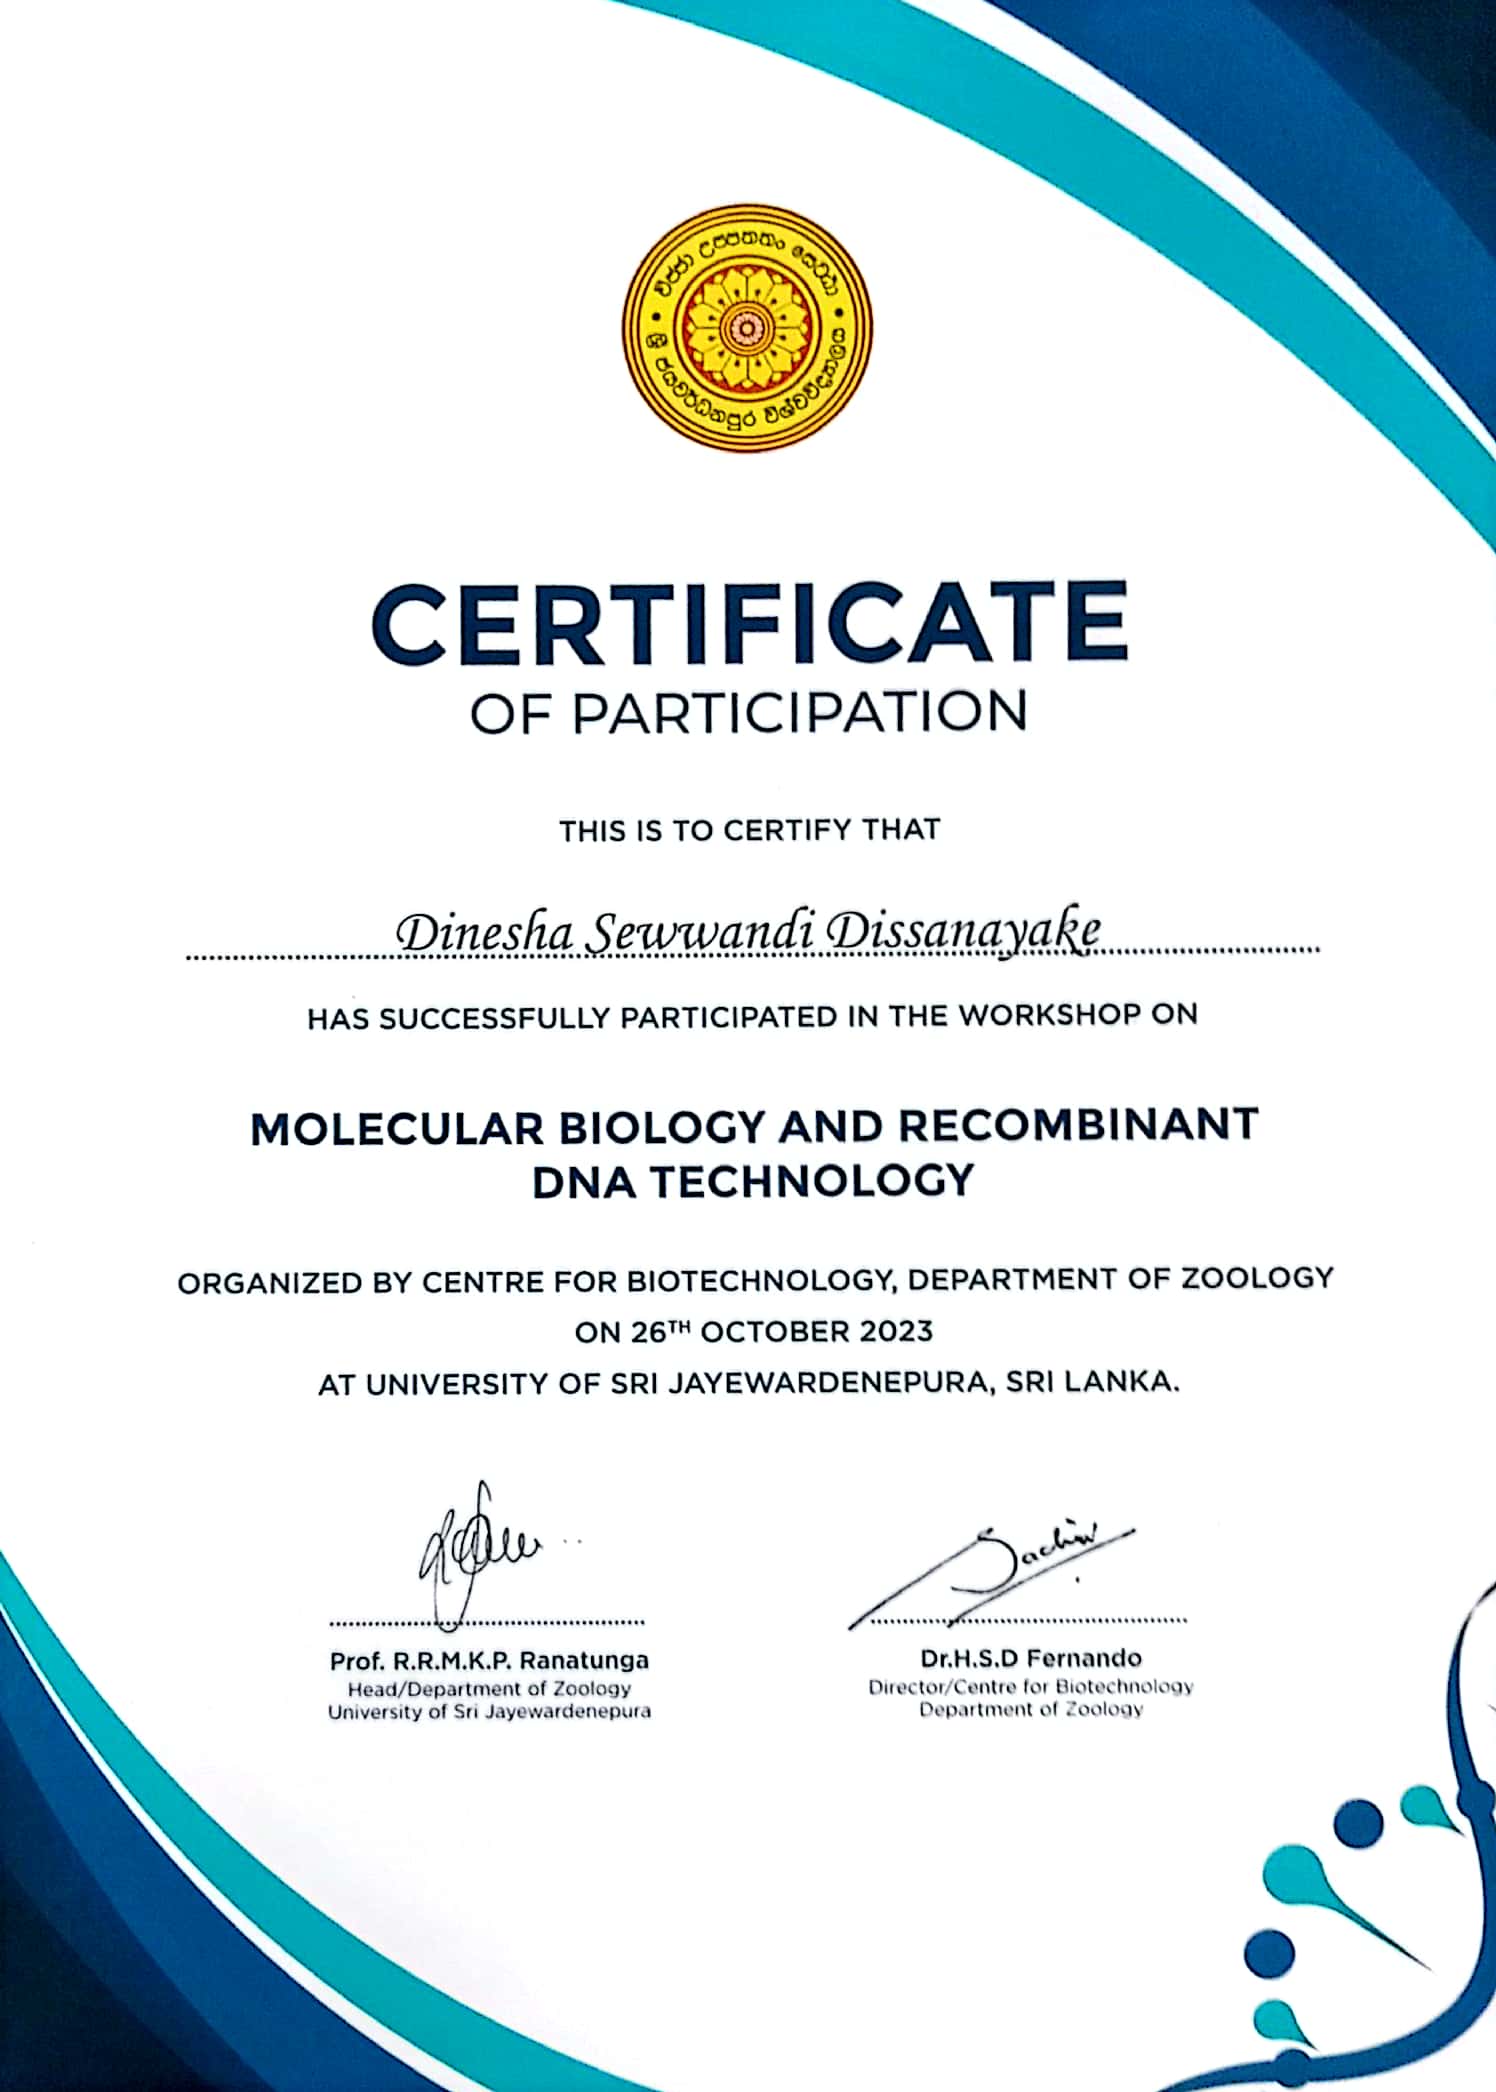 විජ්ජා උප්පතතං සෙට්ඨා
ශ්‍රී ජයවර්ධනපුර විශ්වවිද්‍යාලය
CERTIFICATE
OF PARTICIPATION
THIS IS TO CERTIFY THAT
Dinesha Sewwandi Dissanayake
HAS SUCCESSFULLY PARTICIPATED IN THE WORKSHOP ON
MOLECULAR BIOLOGY AND RECOMBINANT
DNA TECHNOLOGY
ORGANIZED BY CENTRE FOR BIOTECHNOLOGY, DEPARTMENT OF ZOOLOGY
ON 26TH OCTOBER 2023
AT UNIVERSITY OF SRI JAYEWARDENEPURA, SRI LANKA.
Sachin
Prof. R.R.M.K.P. Ranatunga
Head/Department of Zoology
University of Sri Jayewardenepura
Dr.H.S.D Fernando
Director/Centre for Biotechnology
Department of Zoology